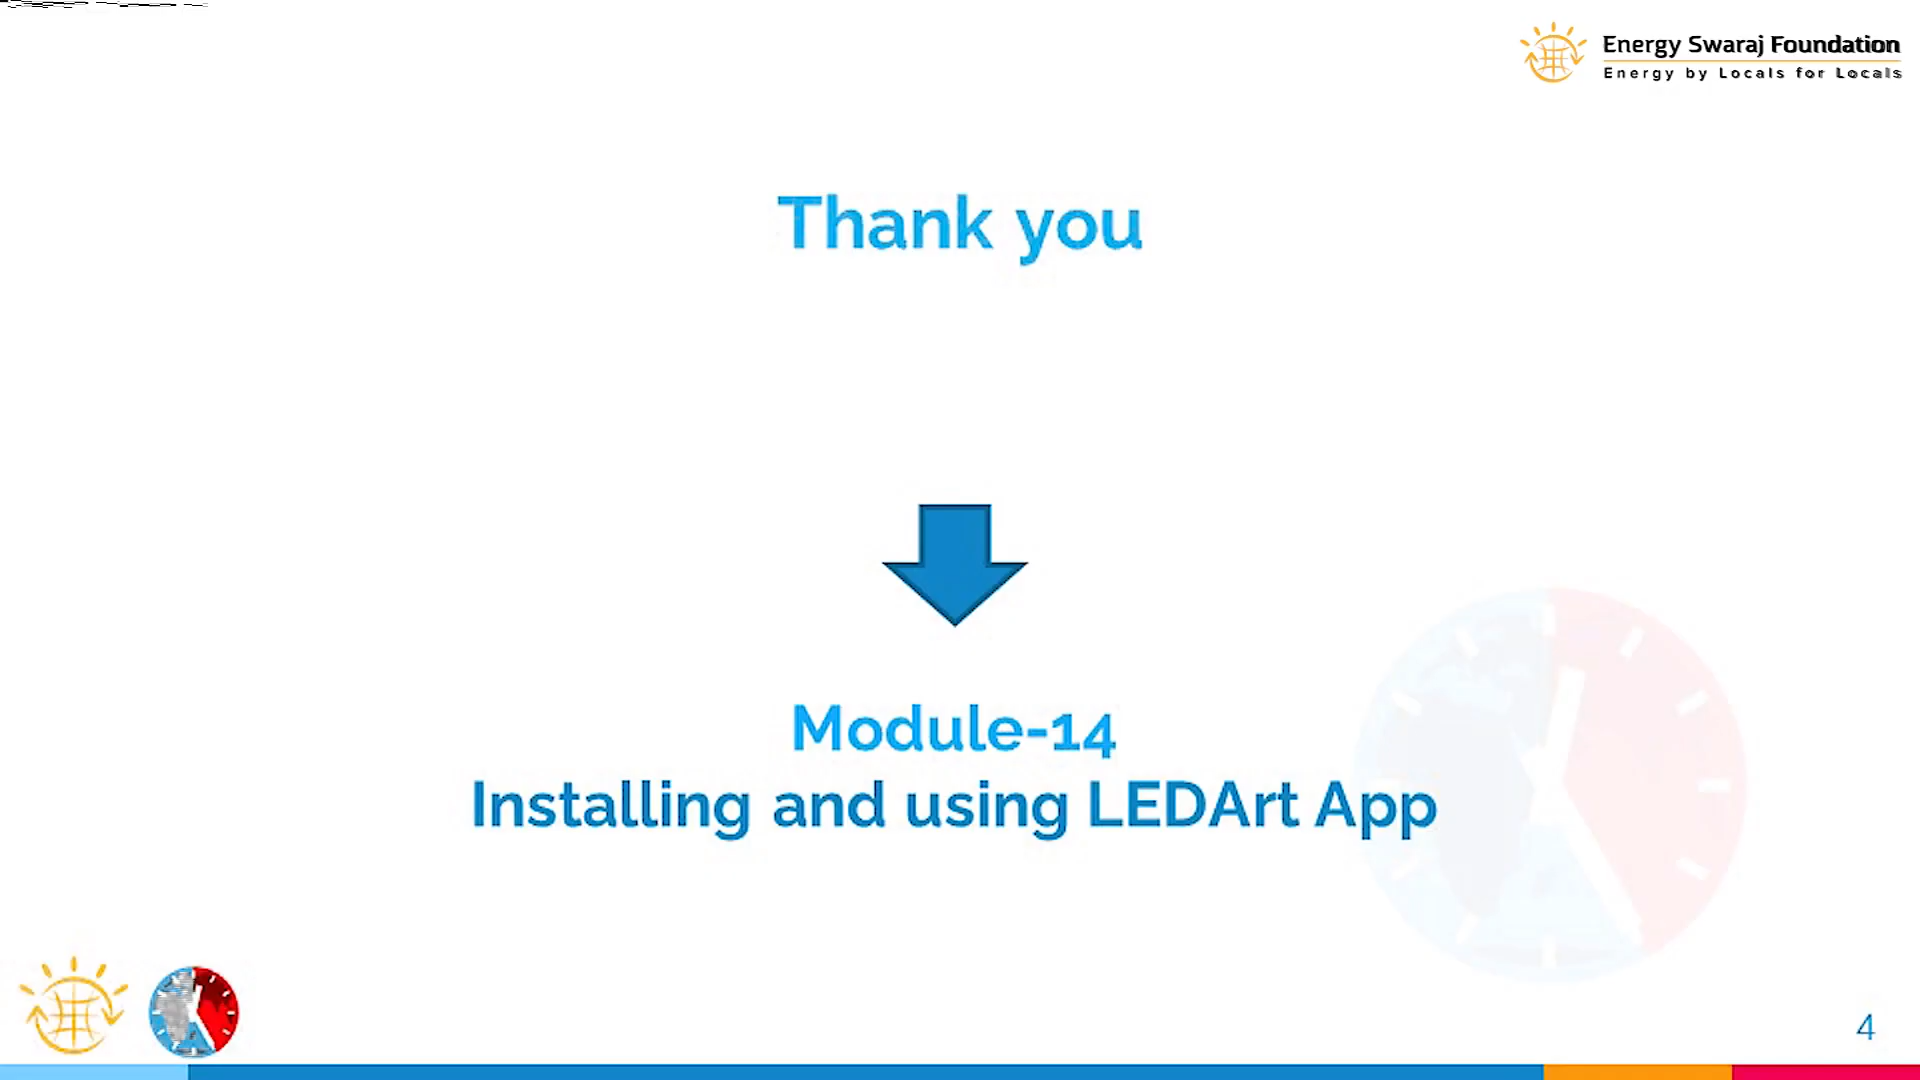 Energy Swaraj Foundation
Energy by Locals for Locals
Thank you
Module-14
Installing and using LEDArt App
4